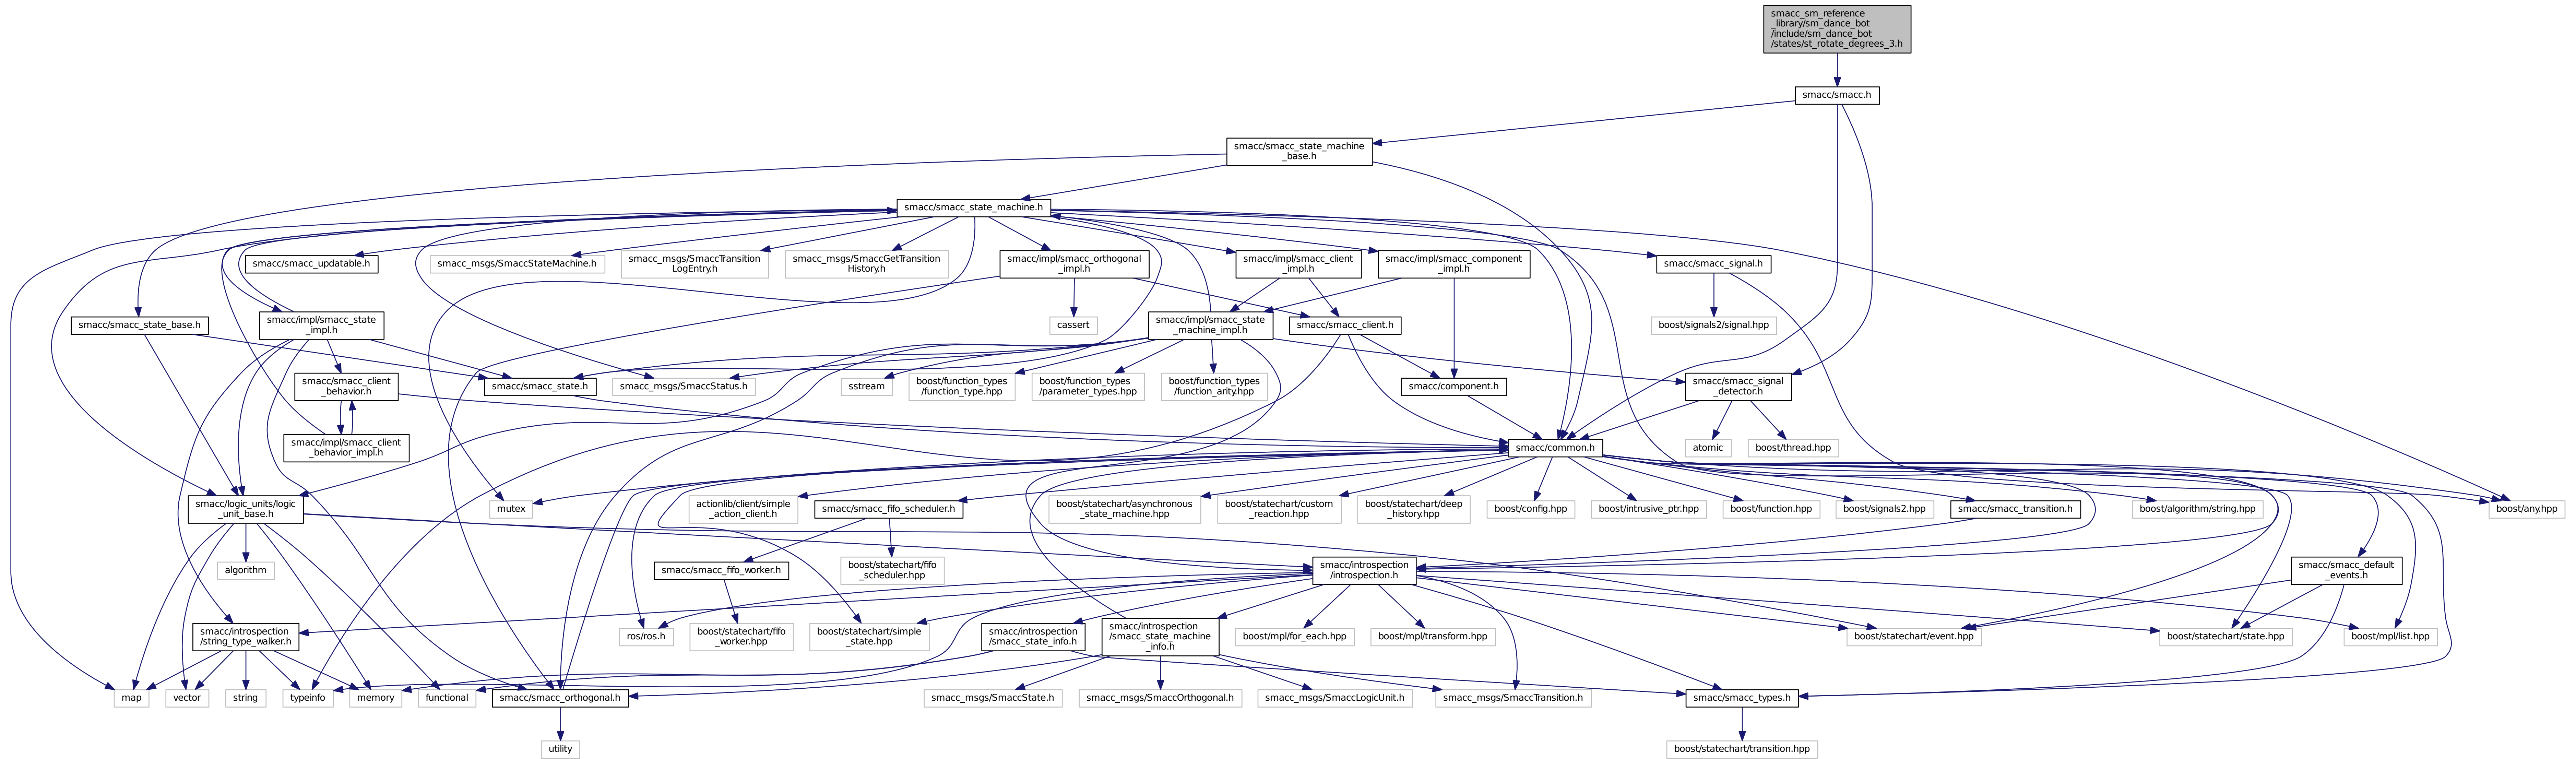 smacc_sm_reference
_library/sm_dance_bot
/include/sm_dance_bot
/states/st_rotate_degrees_3.h
smacc/smacc.h
smacc/smacc_state_machine
_base.h
smacc/smacc_state_machine.h
smacc/smacc_updatable.h
smacc_msgs/SmaccStateMachine.h
smacc_msgs/SmaccTransition
LogEntry.h
smacc_msgs/SmaccGetTransition
History.h
smacc/impl/smacc_orthogonal
_impl.h
smacc/impl/smacc_client
_impl.h
smacc/impl/smacc_component
_impl.h
smacc/smacc_signal.h
smacc/smacc_state_base.h
smacc/impl/smacc_state
_impl.h
cassert
smacc/impl/smacc_state
_machine_impl.h
smacc/smacc_client.h
boost/signals2/signal.hpp
smacc/smacc_client
_behavior.h
smacc/smacc_state.h
smacc_msgs/SmaccStatus.h
sstream
boost/function_types
/function_type.hpp
boost/function_types
/parameter_types.hpp
boost/function_types
/function_arity.hpp
smacc/component.h
smacc/smacc_signal
_detector.h
smacc/impl/smacc_client
_behavior_impl.h
smacc/common.h
atomic
boost/thread.hpp
smacc/logic_units/logic
_unit_base.h
mutex
actionlib/client/simple
_action_client.h
smacc/smacc_fifo_scheduler.h
boost/statechart/asynchronous
_state_machine.hpp
boost/statechart/custom
_reaction.hpp
boost/statechart/deep
_history.hpp
boost/config.hpp
boost/intrusive_ptr.hpp
boost/function.hpp
boost/signals2.hpp
smacc/smacc_transition.h
boost/algorithm/string.hpp
boost/any.hpp
algorithm
smacc/smacc_fifo_worker.h
boost/statechart/fifo
_scheduler.hpp
smacc/introspection
/introspection.h
smacc/smacc_default
_events.h
smacc/introspection
/string_type_walker.h
ros/ros.h
boost/statechart/fifo
_worker.hpp
boost/statechart/simple
_state.hpp
smacc/introspection
/smacc_state_info.h
smacc/introspection
/smacc_state_machine
_info.h
boost/mpl/for_each.hpp
boost/mpl/transform.hpp
boost/statechart/event.hpp
boost/statechart/state.hpp
boost/mpl/list.hpp
map
vector
string
typeinfo
memory
functional
smacc/smacc_orthogonal.h
smacc_msgs/SmaccState.h
smacc_msgs/SmaccOrthogonal.h
smacc_msgs/SmaccLogicUnit.h
smacc_msgs/SmaccTransition.h
smacc/smacc_types.h
utility
boost/statechart/transition.hpp